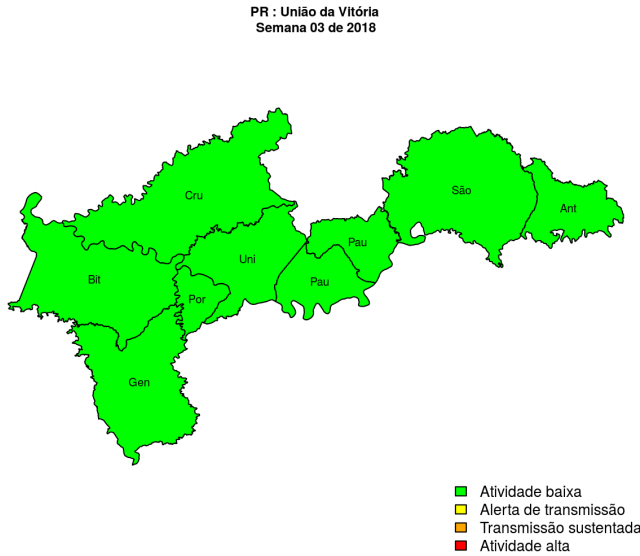 PR : União da Vitória
Semana 03 de 2018
Cru
São
Ant
Pau
Uni
Bit
Pau
Por
Gen
Atividade baixa
Alerta de transmissão
Transmissão sustentada
Atividade alta